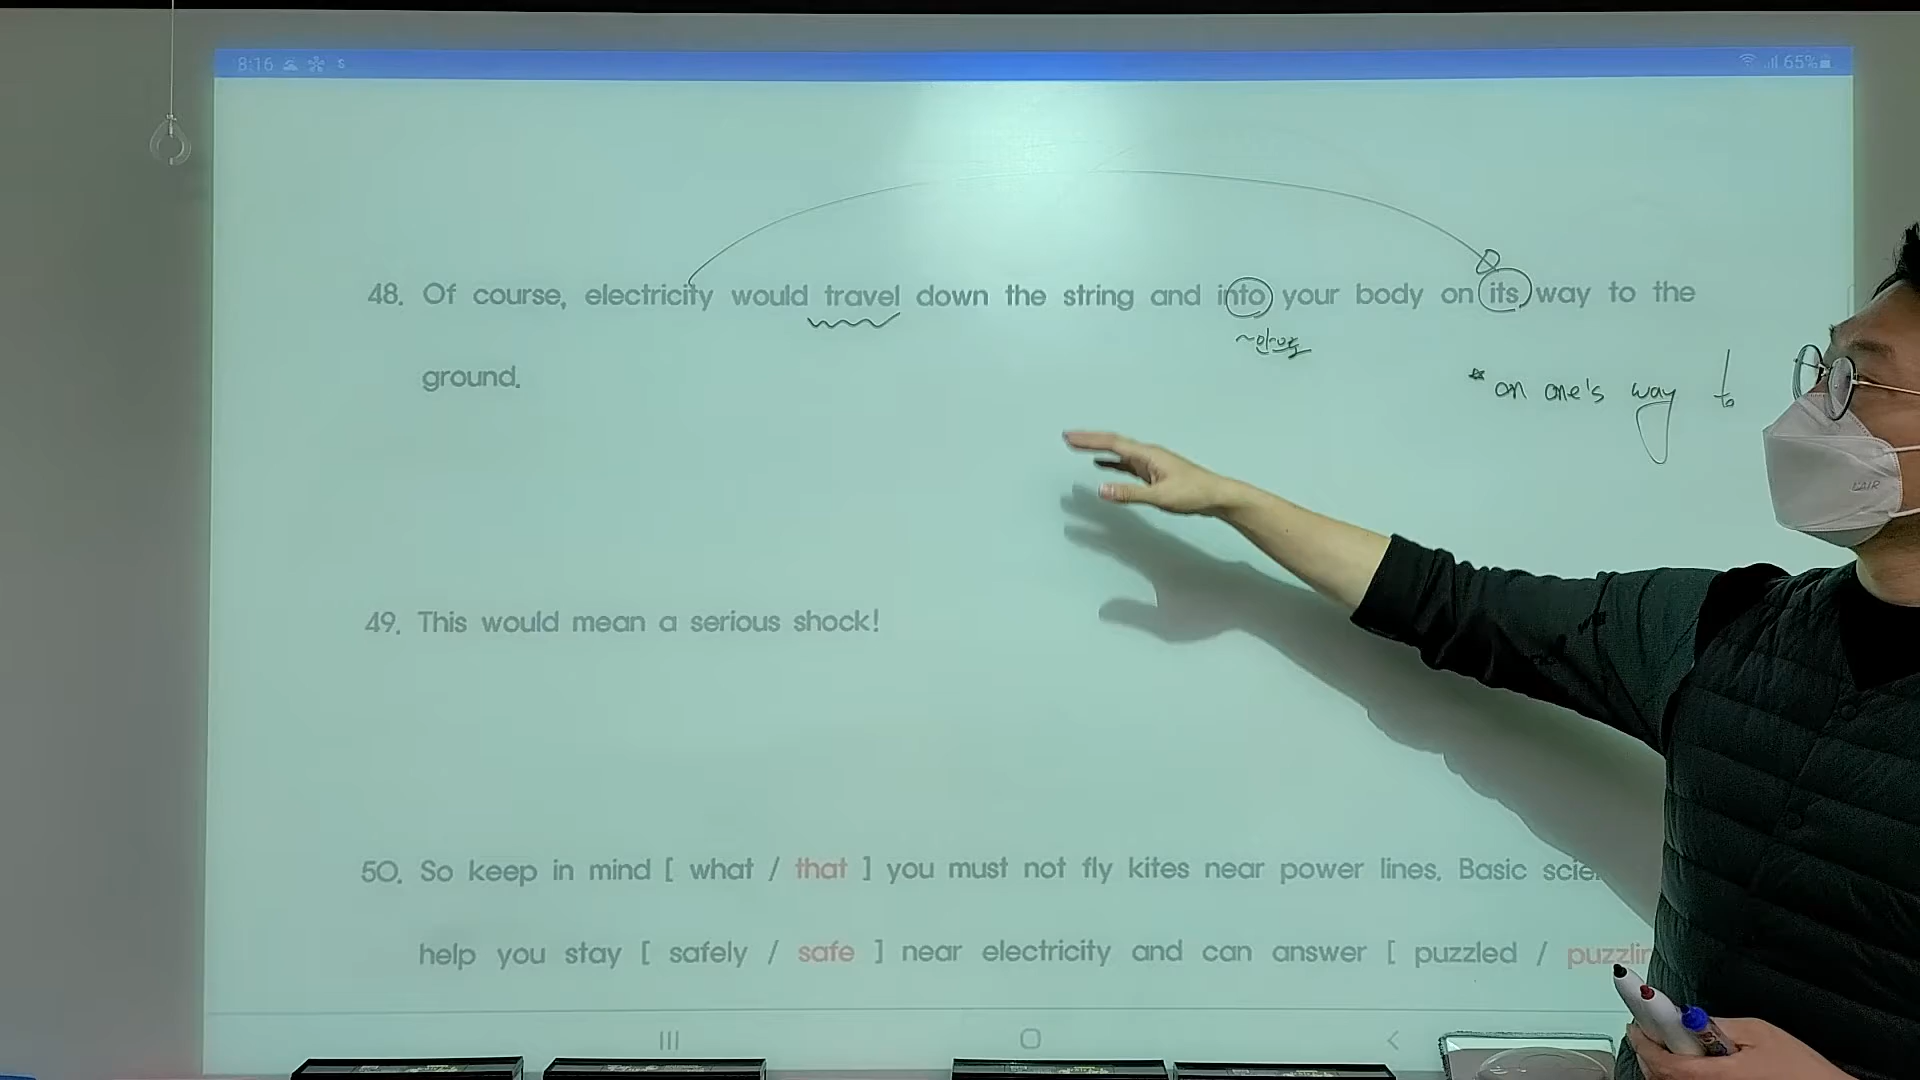 8:16 S 65%
48. Of course, electricity would travel down the string and into your body on its way to the
~안으로
ground.
* on one's way to
L'AIR
49. This would mean a serious shock!
50. So keep in mind [ what / that ] you must not fly kites near power lines. Basic
help you stay [ safely / safe ] near electricity and can answer [ puzzled /